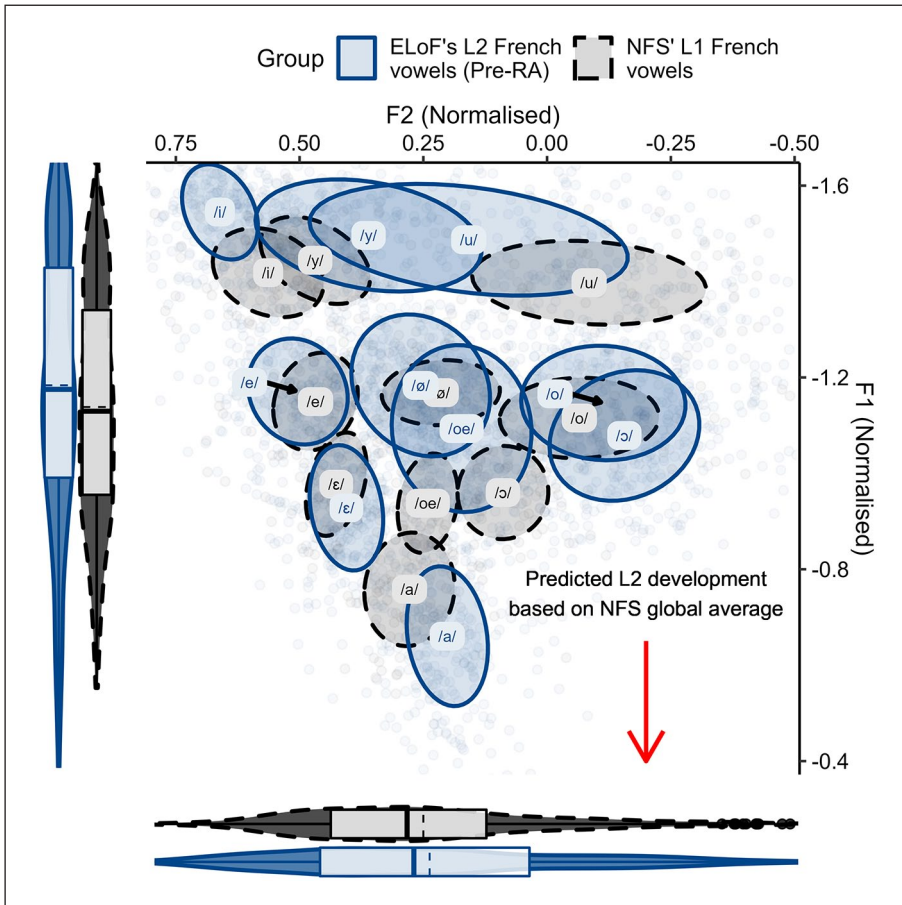 Group
ELoF's L2 French
vowels (Pre-RA)
NFS' L1 French
vowels
F2 (Normalised)
0.75 0.50 0.25 0.00 -0.25 -0.50
-1.6
/i/
/y/
/u/
/y/
/i/
/u/
-1.2
F1 (Normalised)
/e/
/ø/
/o/
/e/
ø/
/o/
/oe/
/ɔ/
/ɛ/
/ɔ/
/ɛ/
/oe/
-0.8
Predicted L2 development
/a/
based on NFS global average
/a/
-0.4